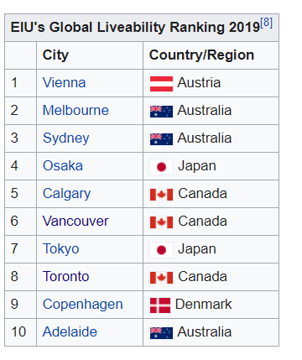 EIU's Global Liveability Ranking 2019[8]
City Country/Region
1 Vienna Austria
2 Melbourne Australia
3 Sydney Australia
4 Osaka Japan
5 Calgary Canada
6 Vancouver Canada
7 Tokyo Japan
8 Toronto Canada
9 Copenhagen Denmark
10 Adelaide Australia